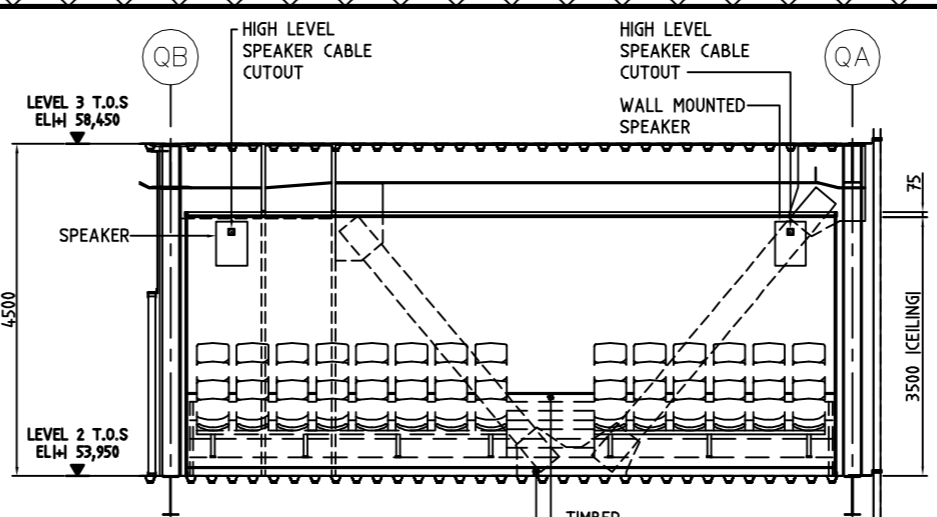 QB
HIGH LEVEL
SPEAKER CABLE
CUTOUT
HIGH LEVEL
SPEAKER CABLE
CUTOUT
WALL MOUNTED
SPEAKER
QA
LEVEL 3 T.O.S
EL|+| 58,450
SPEAKER
4500
75
3500 |CEILING|
LEVEL 2 T.O.S
EL|+| 53,950
TIMBER